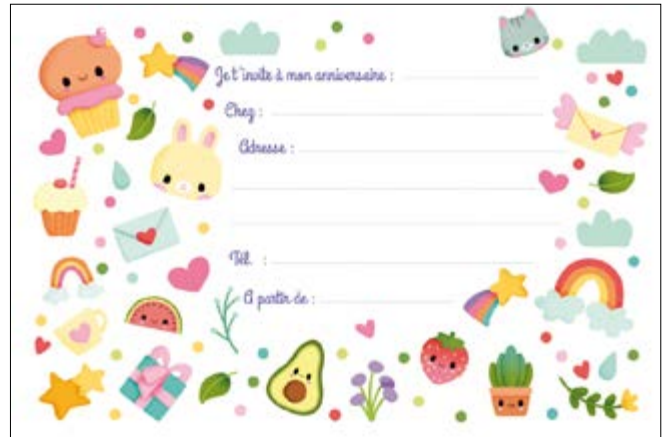 Je t'invite à mon anniversaire :
Chez :
Adresse :
Tél. :
A partir de :